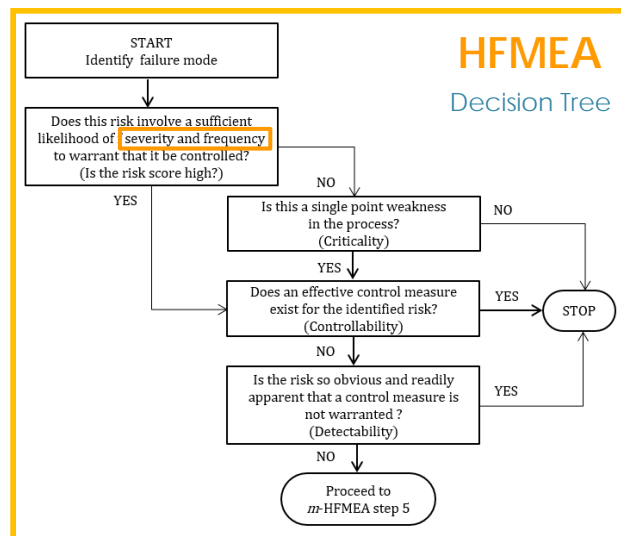 START
Identify failure mode
HFMEA
Decision Tree
Does this risk involve a sufficient
likelihood of severity and frequency
to warrant that it be controlled?
(Is the risk score high?)
NO
YES
Is this a single point weakness
in the process?
(Criticality)
NO
YES
Does an effective control measure
exist for the identified risk?
(Controllability)
YES
STOP
NO
Is the risk so obvious and readily
apparent that a control measure is
not warranted ?
(Detectability)
YES
NO
Proceed to
m-HFMEA step 5